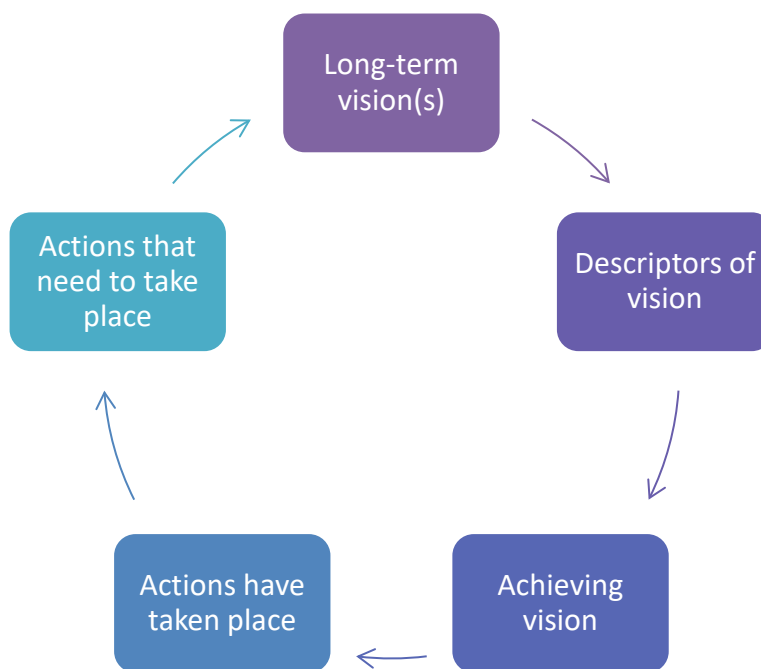 Long-term
vision(s)
Descriptors of
vision
Achieving
vision
Actions have
taken place
Actions that
need to take
place